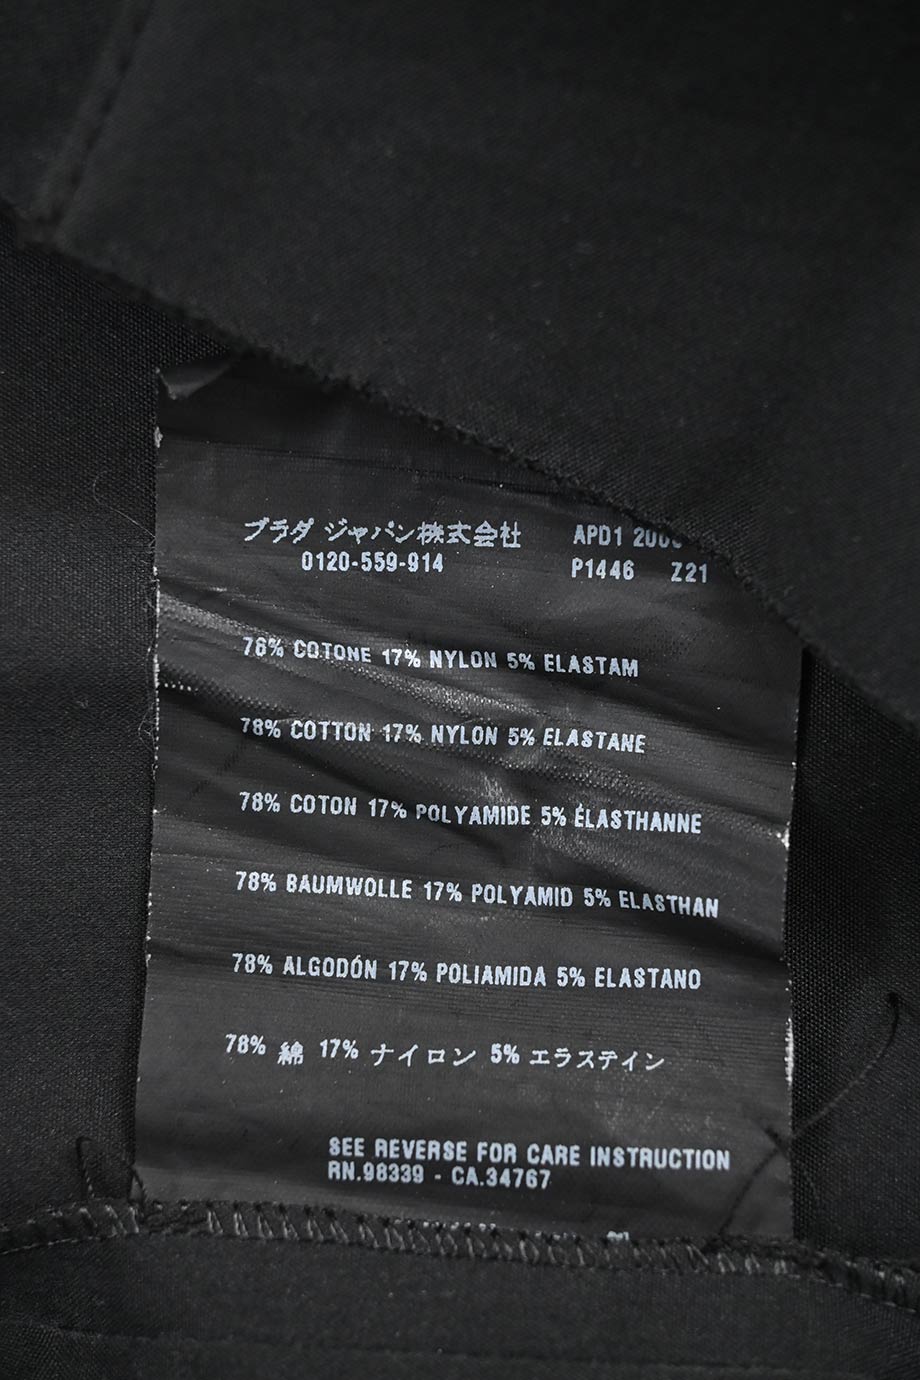 プラダ ジャパン株式会社 APD1
0120-559-914 P1446 Z21
78% COTONE 17% NYLON 5% ELASTAM
78% COTTON 17% NYLON 5% ELASTANE
78% COTON 17% POLYAMIDE 5% ÉLASTHANNE
78% BAUMWOLLE 17% POLYAMID 5% ELASTHAN
78% ALGODÓN 17% POLIAMIDA 5% ELASTANO
78% 綿 17% ナイロン 5% エラステイン
SEE REVERSE FOR CARE INSTRUCTION
RN.98339 - CA.34767